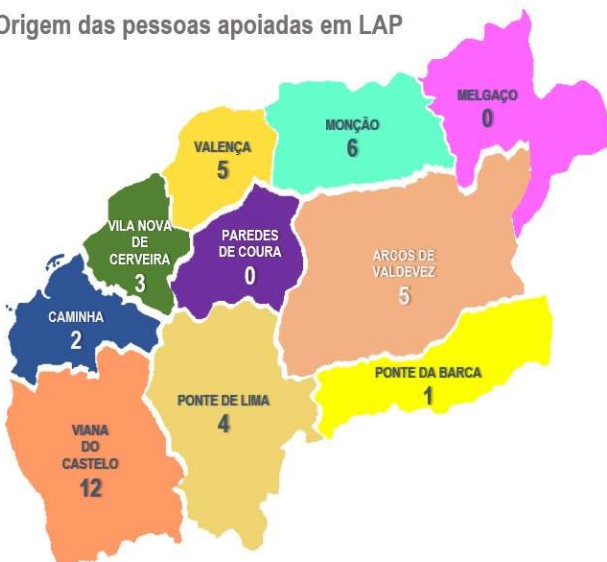 Origem das pessoas apoiadas em LAP
MELGAÇO
0
MONÇÃO
6
VALENÇA
5
VILA NOVA
DE
CERVEIRA
3
PAREDES
DE COURA
0
ARCOS DE
VALDEVEZ
5
CAMINHA
2
PONTE DA BARCA
1
PONTE DE LIMA
4
VIANA
DO
CASTELO
12